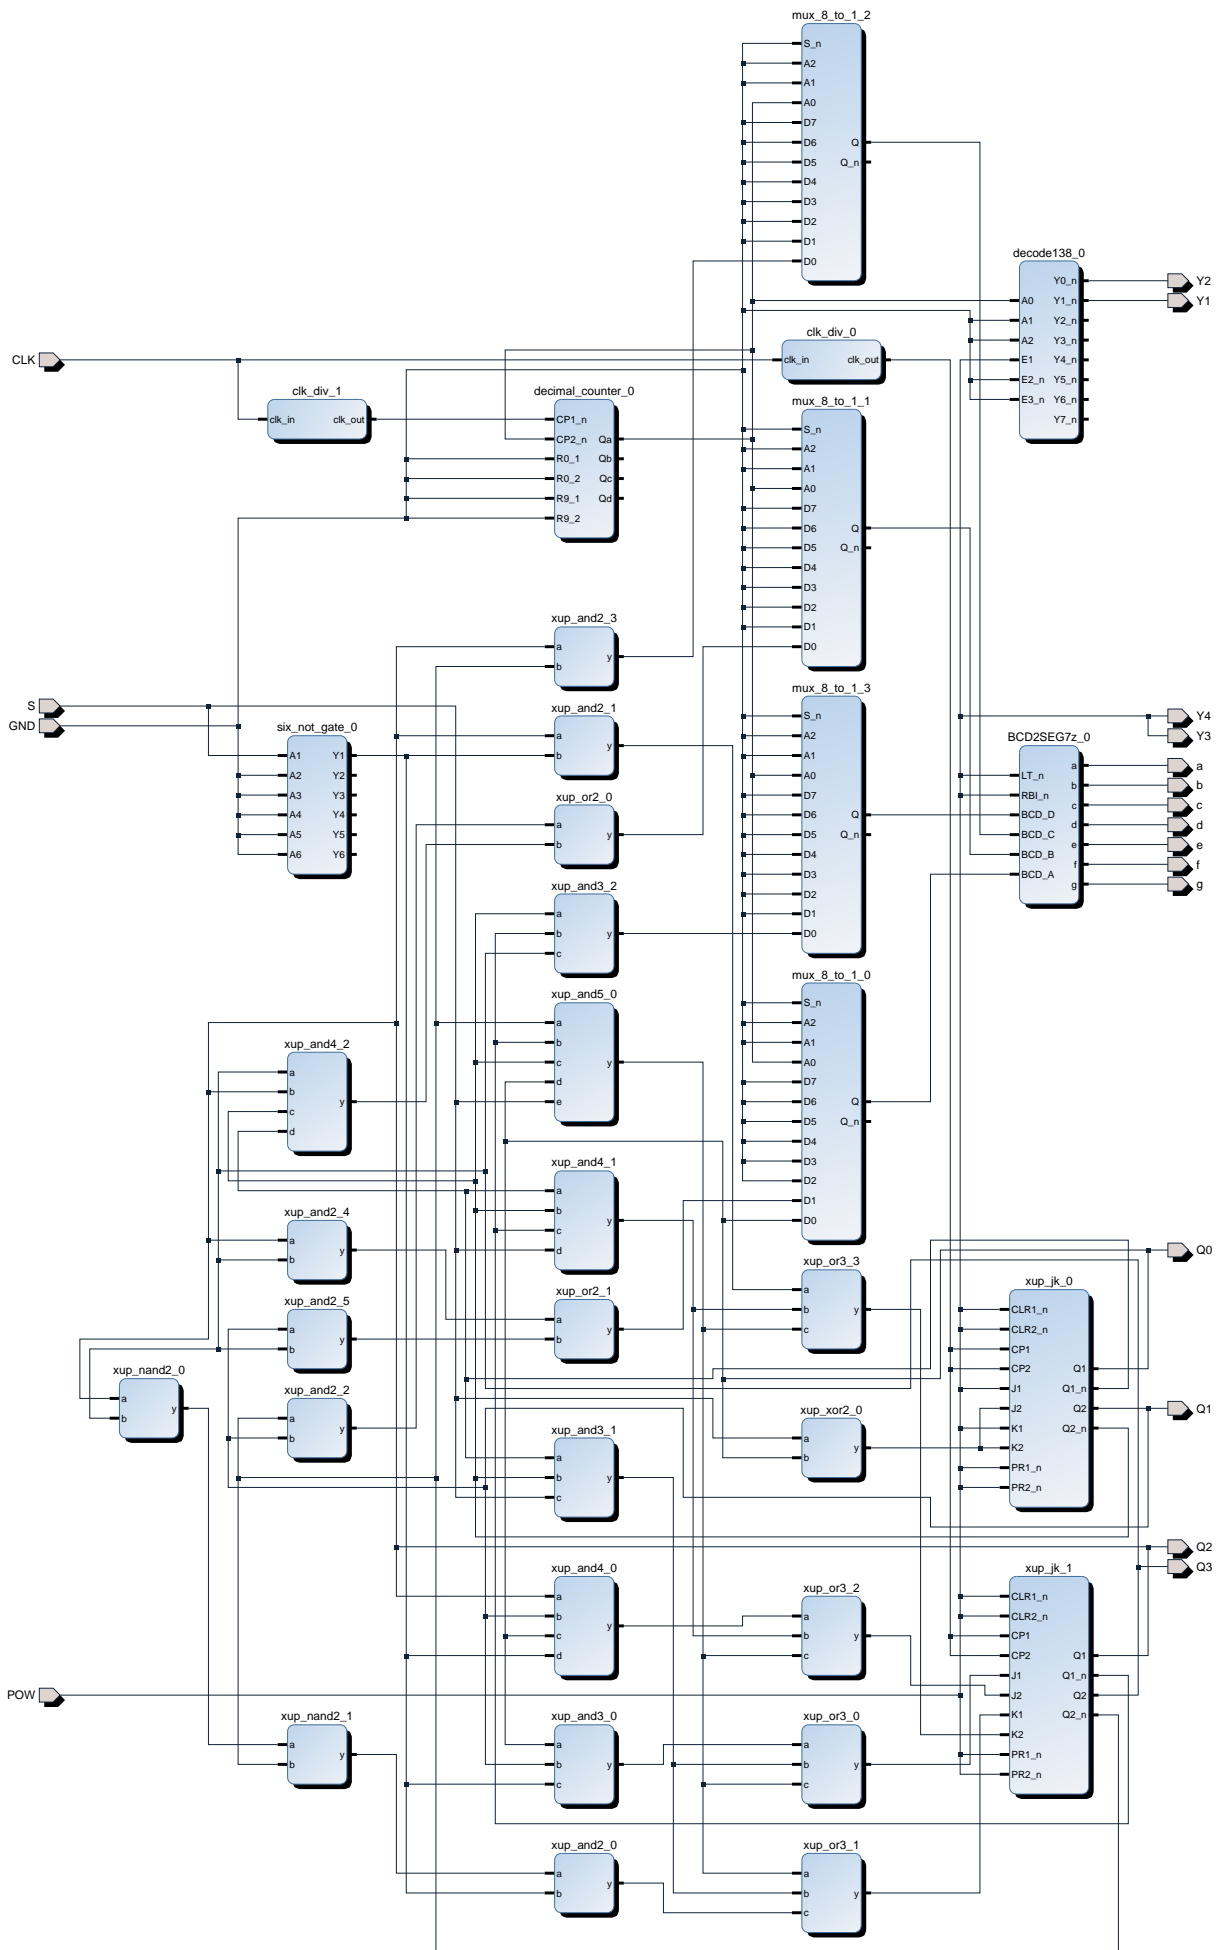 mux_8_to_1_2
S_n
A2
A1
A0
D7
D6 Q
D5 Q_n
D4
D3
D2
D1
D0
decode138_0
Y0_n
A0 Y1_n
A1 Y2_n
A2 Y3_n
E1 Y4_n
E2_n Y5_n
E3_n Y6_n
Y7_n
Y2
Y1
CLK
clk_div_0
clk_in clk_out
clk_div_1
clk_in clk_out
decimal_counter_0
CP1_n
CP2_n Qa
R0_1 Qb
R0_2 Qc
R9_1 Qd
R9_2
mux_8_to_1_1
S_n
A2
A1
A0
D7
D6 Q
D5 Q_n
D4
D3
D2
D1
D0
xup_and2_3
a
y
b
S
GND
six_not_gate_0
A1 Y1
A2 Y2
A3 Y3
A4 Y4
A5 Y5
A6 Y6
xup_and2_1
a
y
b
mux_8_to_1_3
S_n
A2
A1
A0
D7
D6 Q
D5 Q_n
D4
D3
D2
D1
D0
Y4
Y3
BCD2SEG7z_0
a
LT_n b
RBI_n c
BCD_D d
BCD_C e
BCD_B f
BCD_A g
a
b
c
d
e
f
g
xup_or2_0
a
y
b
xup_and3_2
a
b y
c
xup_and5_0
a
b
c y
d
e
mux_8_to_1_0
S_n
A2
A1
A0
D7
D6 Q
D5 Q_n
D4
D3
D2
D1
D0
xup_and4_2
a
b
y
c
d
xup_and4_1
a
b
y
c
d
xup_and2_4
a
y
b
xup_or3_3
a
b y
c
Q0
xup_jk_0
CLR1_n
CLR2_n
CP1
CP2 Q1
J1 Q1_n
J2 Q2
K1 Q2_n
K2
PR1_n
PR2_n
Q1
xup_and2_5
a
y
b
xup_or2_1
a
y
b
xup_nand2_0
a
y
b
xup_and2_2
a
y
b
xup_xor2_0
a
y
b
xup_and3_1
a
b y
c
Q2
Q3
xup_and4_0
a
b
y
c
d
xup_or3_2
a
b y
c
xup_jk_1
CLR1_n
CLR2_n
CP1
CP2 Q1
J1 Q1_n
J2 Q2
K1 Q2_n
K2
PR1_n
PR2_n
POW
xup_nand2_1
a
y
b
xup_and3_0
a
b y
c
xup_or3_0
a
b y
c
xup_and2_0
a
y
b
xup_or3_1
a
b y
c